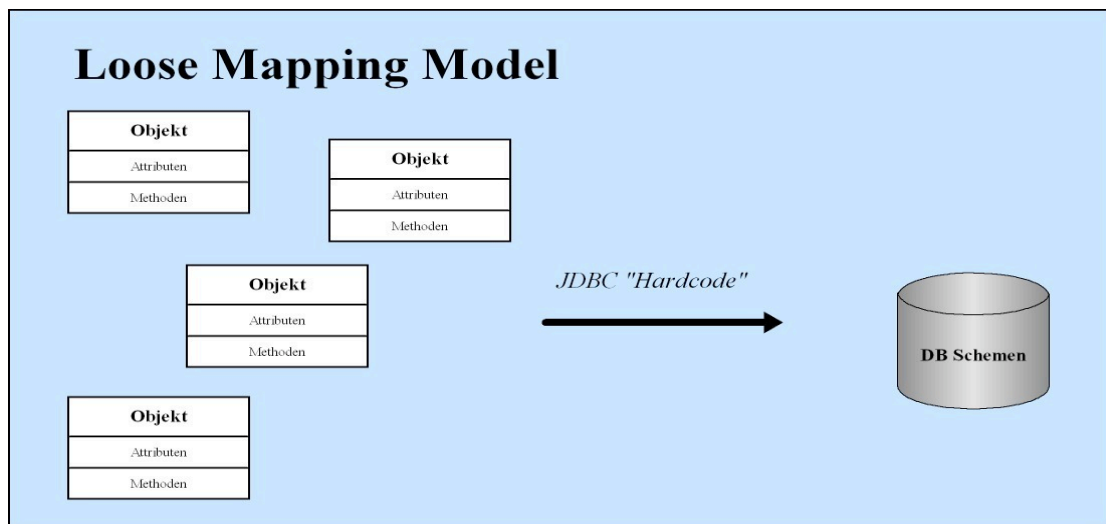 Loose Mapping Model
Objekt
Attributen
Methoden
Objekt
Attributen
Methoden
Objekt
Attributen
Methoden
Objekt
Attributen
Methoden
JDBC "Hardcode"
DB Schemen